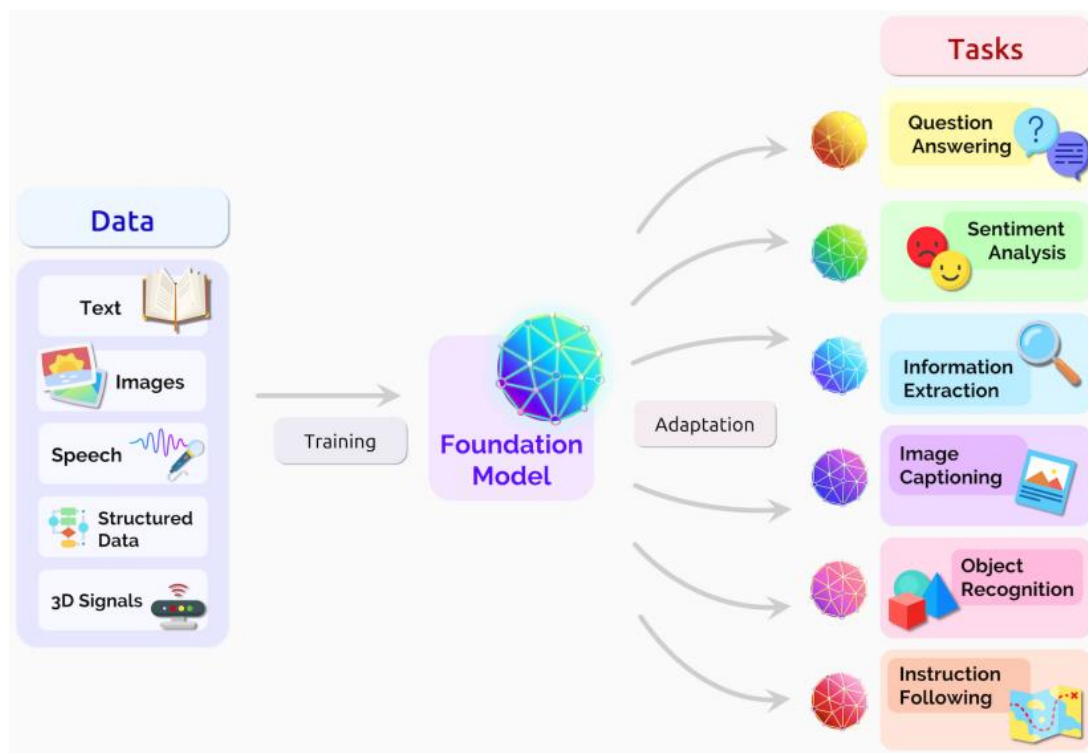 Data
Text
Images
Speech
Structured
Data
3D Signals
Training
Foundation
Model
Adaptation
Tasks
Question
Answering
?
Sentiment
Analysis
Information
Extraction
Image
Captioning
Object
Recognition
Instruction
Following